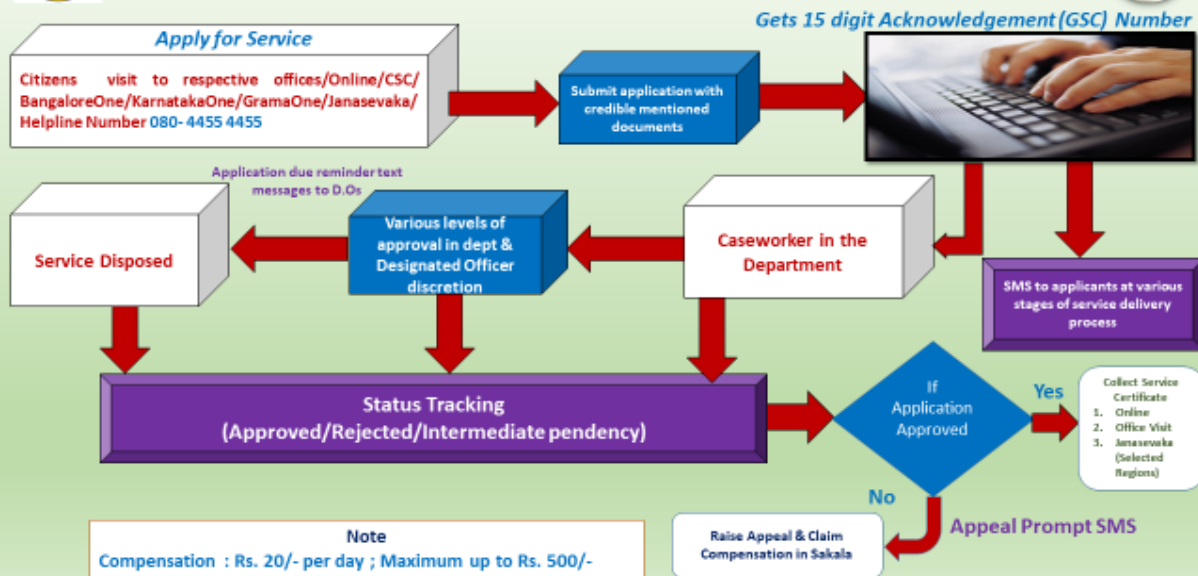 Gets 15 digit Acknowledgement (GSC) Number
Apply for Service
Citizens visit to respective offices/Online/CSC/
BangaloreOne/KarnatakaOne/GramaOne/Janasevaka/
Helpline Number 080- 4455 4455
Submit application with
credible mentioned
documents
Application due reminder text
messages to D.Os
Service Disposed
Various levels of
approval in dept &
Designated Officer
discretion
Caseworker in the
Department
SMS to applicants at various
stages of service delivery
process
Status Tracking
(Approved/Rejected/Intermediate pendency)
If
Application
Approved
Yes
Collect Service
Certificate
1. Online
2. Office Visit
3. Janasevaka
(Selected
Regions)
No
Appeal Prompt SMS
Raise Appeal & Claim
Compensation in Sakala
Note
Compensation : Rs. 20/- per day ; Maximum up to Rs. 500/-